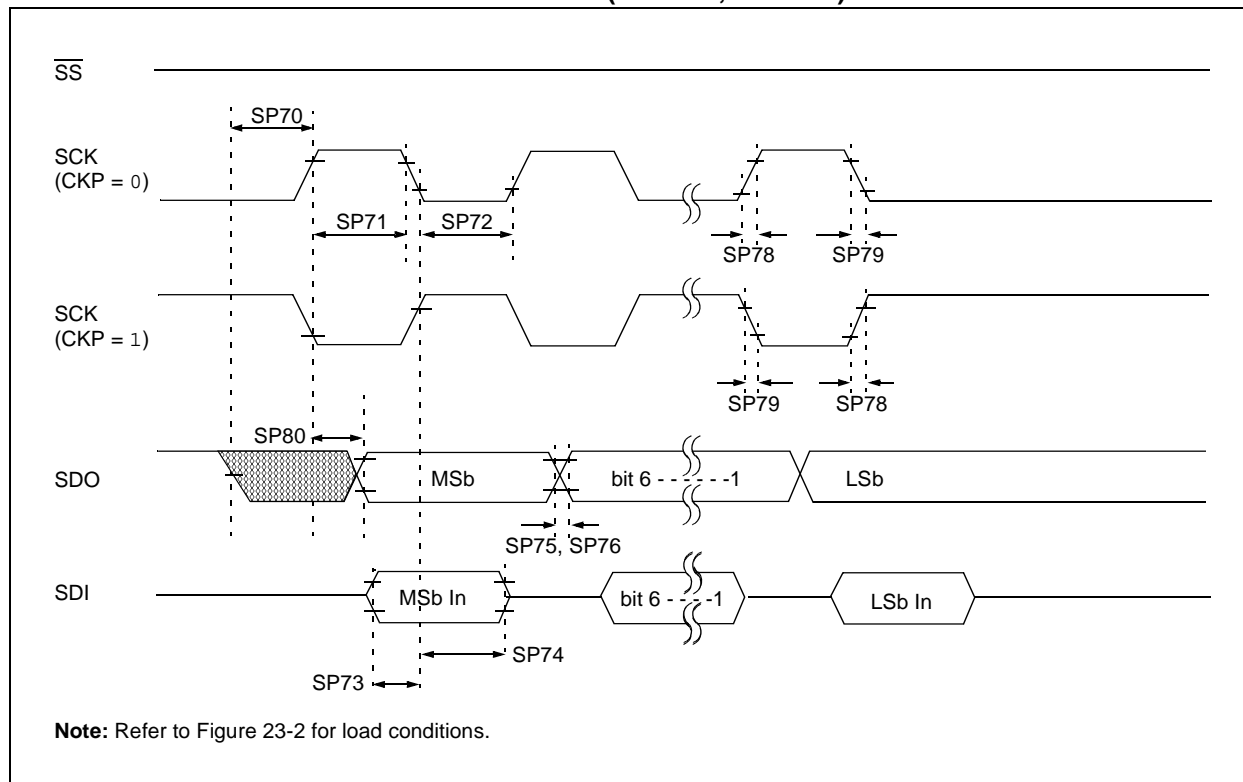 SS
SP70
SCK
(CKP = 0)
SP71
SP72
SP78
SP79
SCK
(CKP = 1)
SP79
SP78
SP80
SDO
MSb
bit 6 - - - - - -1
LSb
SP75, SP76
SDI
MSb In
bit 6 - - - -1
LSb In
SP74
SP73
Note: Refer to Figure 23-2 for load conditions.